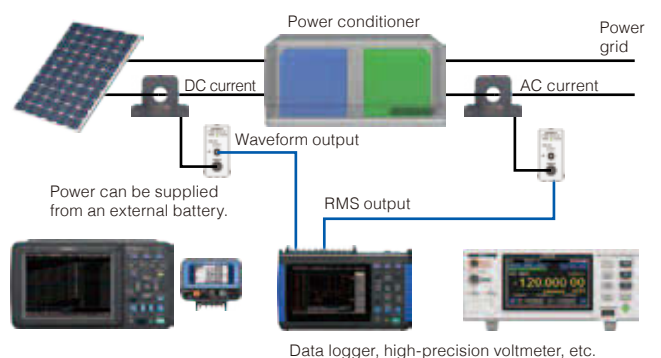 Power conditioner
Power
grid
DC current
AC current
Waveform output
Power can be supplied
from an external battery.
RMS output
120.000 00
Data logger, high-precision voltmeter, etc.